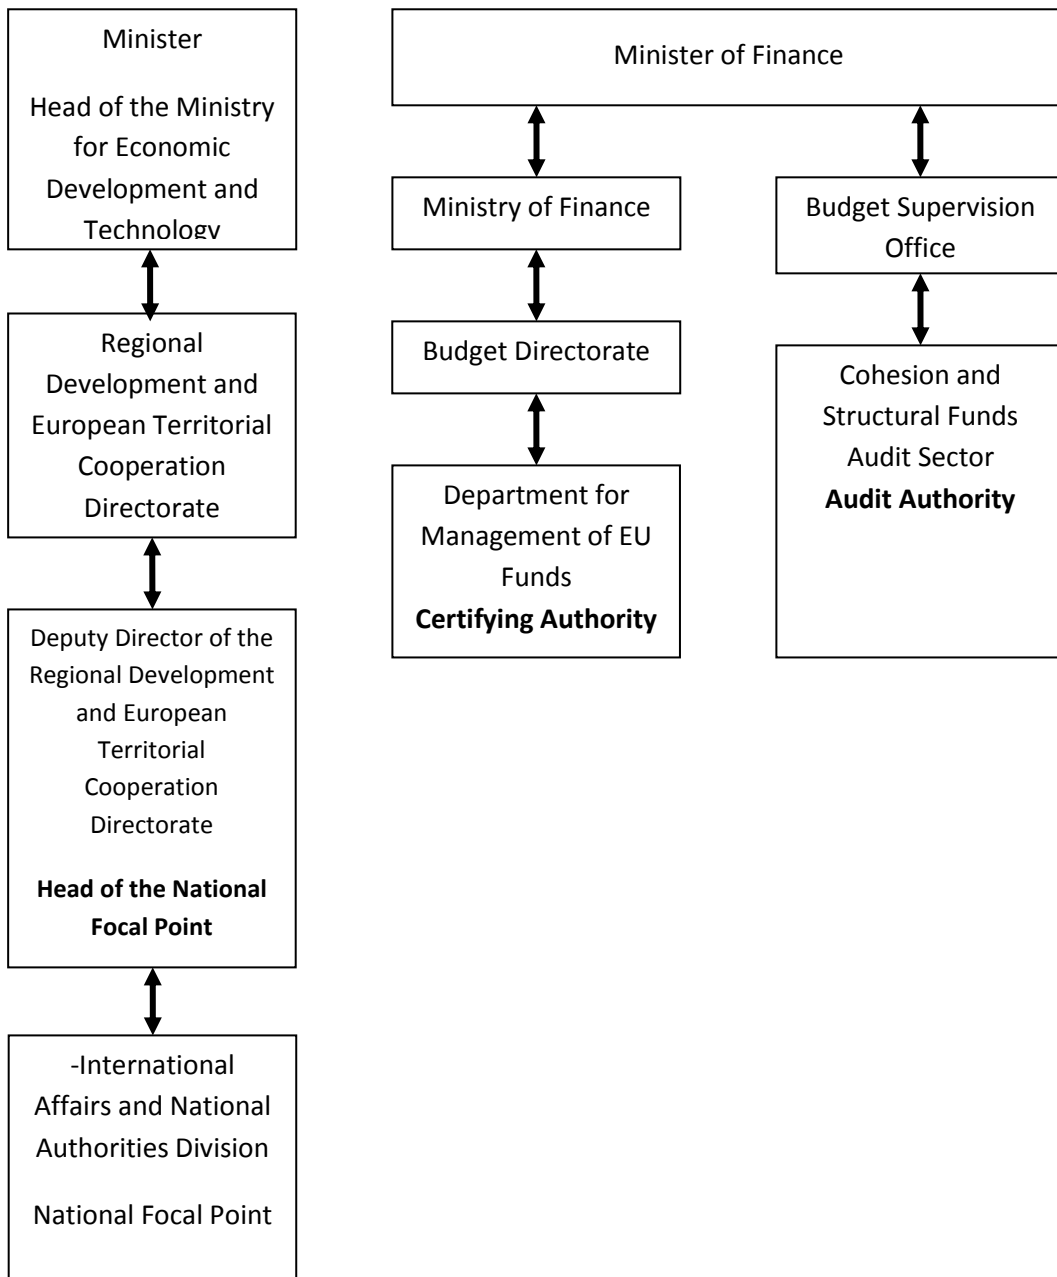 Minister
Head of the Ministry
for Economic
Development and
Technology
Regional
Development and
European Territorial
Cooperation
Directorate
Deputy Director of the
Regional Development
and European
Territorial
Cooperation
Directorate
Head of the National
Focal Point
-International
Affairs and National
Authorities Division
National Focal Point
Minister of Finance
Ministry of Finance
Budget Directorate
Department for
Management of EU
Funds
Certifying Authority
Budget Supervision
Office
Cohesion and
Structural Funds
Audit Sector
Audit Authority